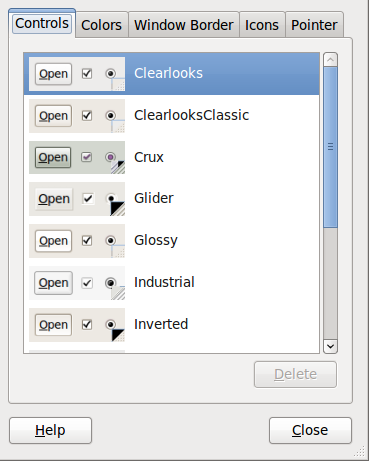 Controls Colors Window Border Icons Pointer
Open Clearlooks
Open ClearlooksClassic
Open Crux
Open Glider
Open Glossy
Open Industrial
Open Inverted
Delete
Help Close